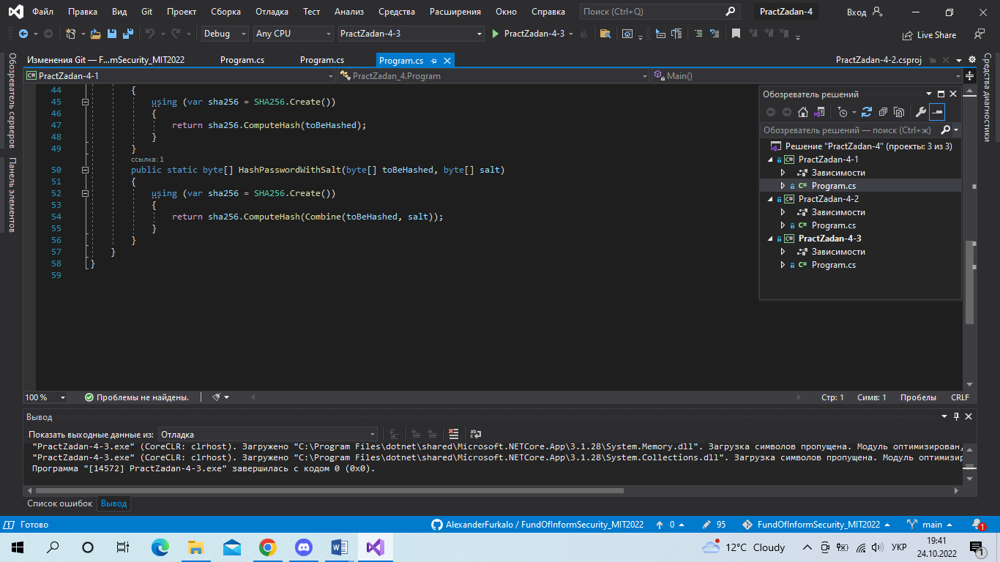 Файл Правка Вид Git Проект Сборка Отладка Тест Анализ Средства Расширения Окно Справка Поиск (Ctrl+Q) PractZadan-4 Вход
Debug Any CPU PractZadan-4-3 PractZadan-4-3 Live Share
Изменения Git — F...mSecurity_MIT2022 Program.cs Program.cs Program.cs PractZadan-4-2.csproj
PractZadan-4-1 PractZadan_4.Program Main()
Обозреватель серверов
Панель элементов
44 {
45 using (var sha256 = SHA256.Create())
46 {
47 return sha256.ComputeHash(toBeHashed);
48 }
49 }
ссылка: 1
50 public static byte[] HashPasswordWithSalt(byte[] toBeHashed, byte[] salt)
51 {
52 using (var sha256 = SHA256.Create())
53 {
54 return sha256.ComputeHash(Combine(toBeHashed, salt));
55 }
56 }
57 }
58 }
59
Обозреватель решений
Обозреватель решений — поиск (Ctrl+ж)
Решение "PractZadan-4" (проекты: 3 из 3)
PractZadan-4-1
Зависимости
C# Program.cs
PractZadan-4-2
Зависимости
C# Program.cs
PractZadan-4-3
Зависимости
C# Program.cs
Средства диагностики
100 % Проблемы не найдены. Стр: 1 Симв: 1 Пробелы CRLF
Вывод
Показать выходные данные из: Отладка
"PractZadan-4-3.exe" (CoreCLR: clrhost). Загружено "C:\Program Files\dotnet\shared\Microsoft.NETCore.App\3.1.28\System.Memory.dll". Загрузка символов пропущена. Модуль оптимизирован,
"PractZadan-4-3.exe" (CoreCLR: clrhost). Загружено "C:\Program Files\dotnet\shared\Microsoft.NETCore.App\3.1.28\System.Collections.dll". Загрузка символов пропущена. Модуль оптимизир
Программа "[14572] PractZadan-4-3.exe" завершилась с кодом 0 (0x0).
Список ошибок Вывод
Готово AlexanderFurkalo / FundOfInformSecurity_MIT2022 0 95 FundOfInformSecurity_MIT2022 main 1
12°C Cloudy УКР 19:41
24.10.2022 1